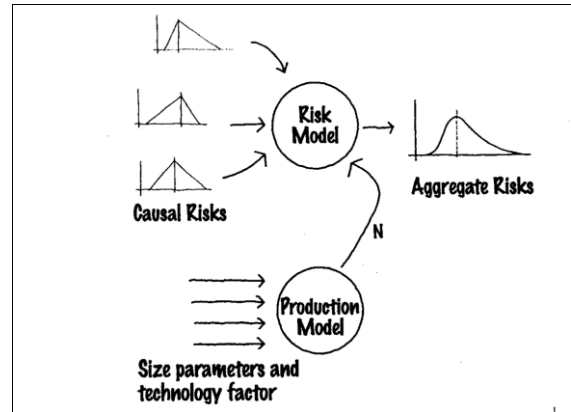 Risk
Model
Aggregate Risks
Causal Risks
N
Production
Model
Size parameters and
technology factor